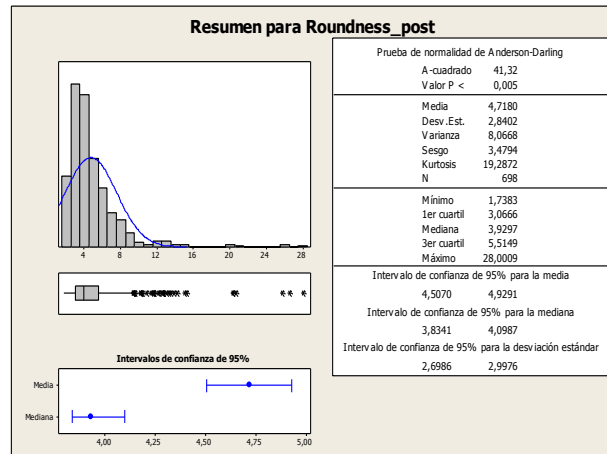 Resumen para Roundness_post
4 8 12 16 20 24 28
Intervalos de confianza de 95%
Media
Mediana
4,00 4,25 4,50 4,75 5,00
Prueba de normalidad de Anderson-Darling
A-cuadrado 41,32
Valor P < 0,005
Media 4,7180
Desv.Est. 2,8402
Varianza 8,0668
Sesgo 3,4794
Kurtosis 19,2872
N 698
Mínimo 1,7383
1er cuartil 3,0666
Mediana 3,9297
3er cuartil 5,5149
Máximo 28,0009
Intervalo de confianza de 95% para la media
4,5070 4,9291
Intervalo de confianza de 95% para la mediana
3,8341 4,0987
Intervalo de confianza de 95% para la desviación estándar
2,6986 2,9976